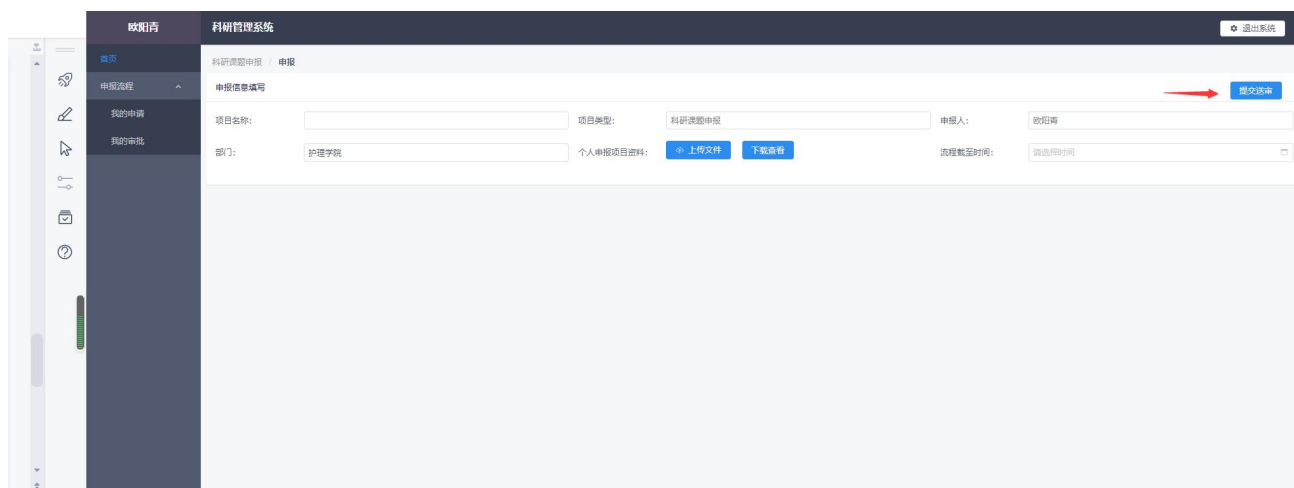 欧阳青 科研管理系统 退出系统
首页
科研课题申报 / 申报
申报流程
申报信息填写 提交送审
我的申请
项目名称: 项目类型: 科研课题申报 申报人: 欧阳青
我的审批
部门: 护理学院 个人申报项目资料: 上传文件 下载查看 流程截至时间: 请选择时间